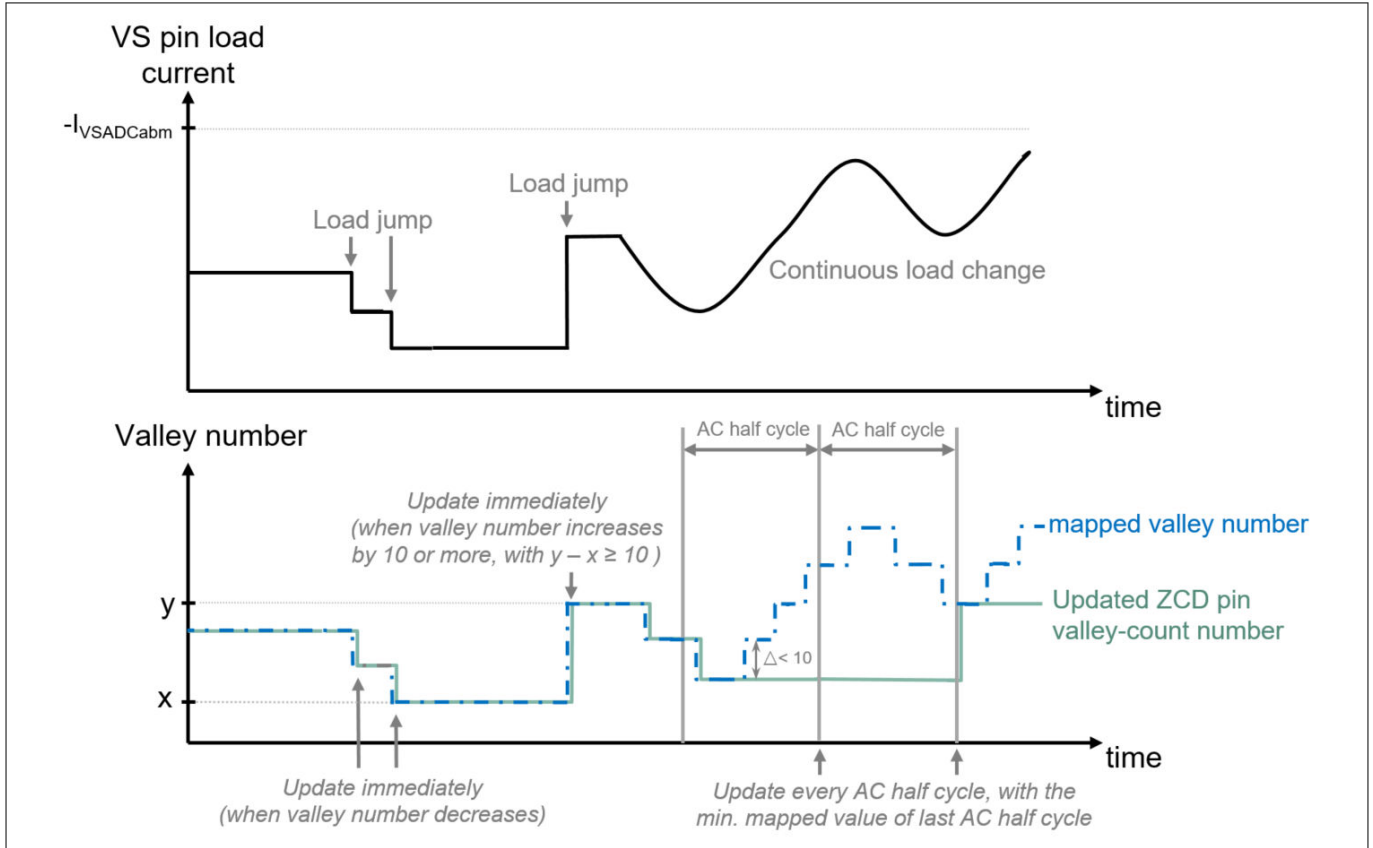 VS pin load
current
-IVSADCabm
Load jump
Load jump
Continuous load change
time
Valley number
AC half cycle
AC half cycle
Update immediately
(when valley number increases
by 10 or more, with y – x ≥ 10 )
mapped valley number
y
Updated ZCD pin
valley-count number
△< 10
x
time
Update immediately
(when valley number decreases)
Update every AC half cycle, with the
min. mapped value of last AC half cycle